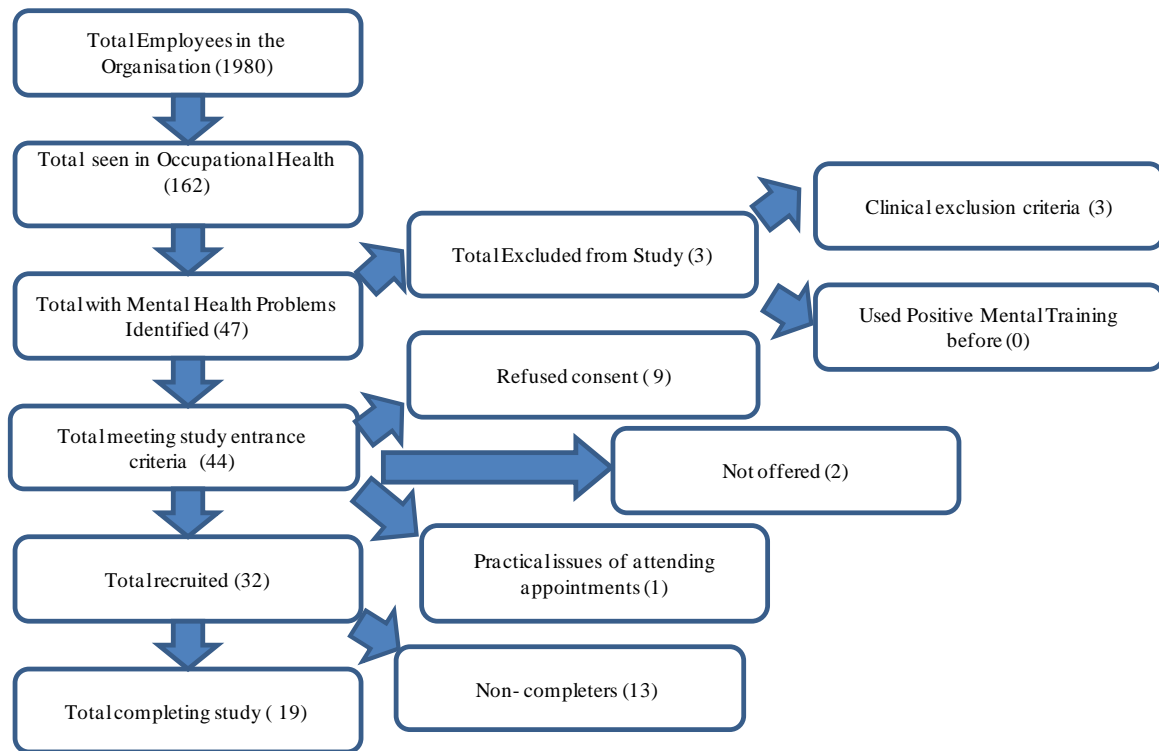 Total Employees in the
Organisation (1980)
Total seen in Occupational Health
(162)
Clinical exclusion criteria (3)
Total Excluded from Study (3)
Total with Mental Health Problems
Identified (47)
Used Positive Mental Training
before (0)
Refused consent ( 9)
Total meeting study entrance
criteria (44)
Not offered (2)
Practical issues of attending
appointments (1)
Total recruited (32)
Non- completers (13)
Total completing study ( 19)